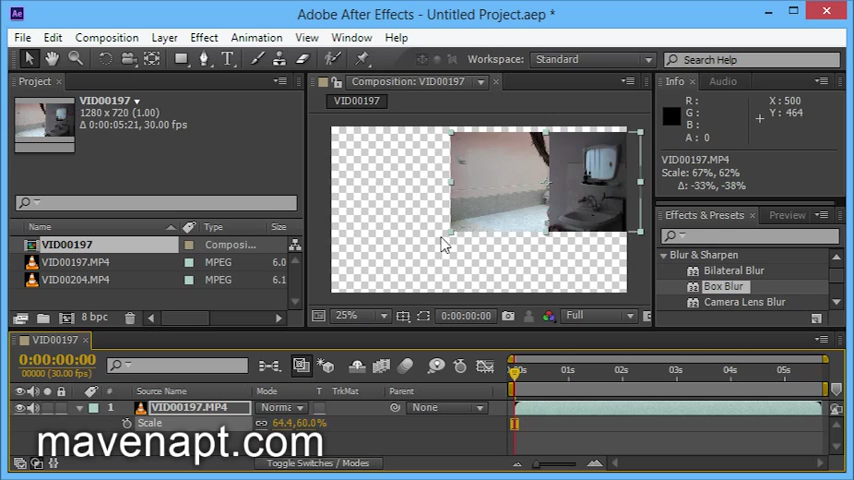 Ae Adobe After Effects - Untitled Project.aep *
File Edit Composition Layer Effect Animation View Window Help
Workspace: Standard Search Help
Project Composition: VID00197 Info Audio
VID00197
VID00197
1280 x 720 (1.00)
Δ 0:00:05:21, 30.00 fps
R :
G :
B :
A : 0
X : 500
Y : 464
VID00197.MP4
Scale: 67%, 62%
Δ: -33%, -38%
Effects & Presets Preview
Name Type Size
VID00197 Composi...
VID00197.MP4 MPEG 6.0
VID00204.MP4 MPEG 6.1
Blur & Sharpen
Bilateral Blur
Box Blur
Camera Lens Blur
8 bpc
25% 0:00:00:00 Full
VID00197
0:00:00:00
00000 (30.00 fps)
0s 01s 02s 03s 04s 05s
# Source Name Mode T TrkMat Parent
1 VID00197.MP4 Norma None
Scale 64.4,60.0%
mavenapt.com
Toggle Switches / Modes